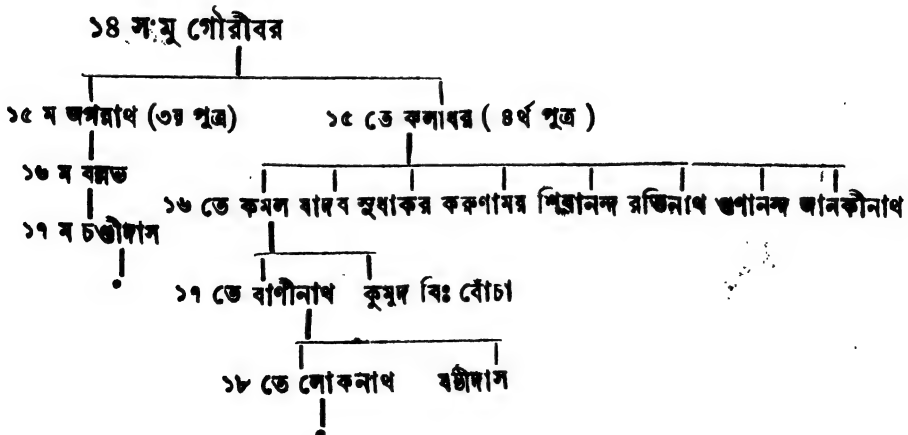 ১৪ স:মু গৌরীবর
১৫ ম জগন্নাথ (৩য় পুত্র) ১৫ তে কলাধর ( ৪র্থ পুত্র )
১৬ ম বল্লভ
১৬ তে কমল যাদব সুধাকর করুণাময় শিবানন্দ রতিনাথ গুণানন্দ জানকীনাথ
১৭ ম চণ্ডীদাস
১৭ তে বাণীনাথ কুমুদ বিঃ বোঁচা
১৮ তে লোকনাথ ষষ্ঠীদাস